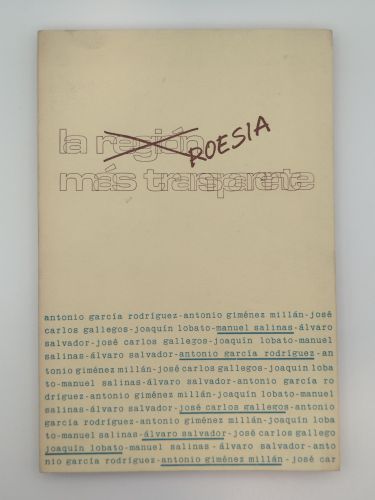 la región
POESIA
más transparente
antonio garcía rodríguez-antonio giménez millán-josé
carlos gallegos-joaquín lobato-manuel salinas-álvaro
salvador-josé carlos gallegos-joaquín lobato-manuel
salinas-álvaro salvador-antonio garcía rodríguez-an
tonio giménez millán-josé carlos gallegos-joaquín loba
to-manuel salinas-álvaro salvador-antonio garcía ro
dríguez-antonio giménez millán-joaquín lobato-manuel
salinas-álvaro salvador-josé carlos gallegos-antonio
garcía rodríguez-antonio giménez millán-joaquín lobato
-manuel salinas-álvaro salvador-josé carlos gallego
joaquín lobato-manuel salinas -álvaro salvador- anto
nio garcía rodríguez-antonio giménez millán-josé car